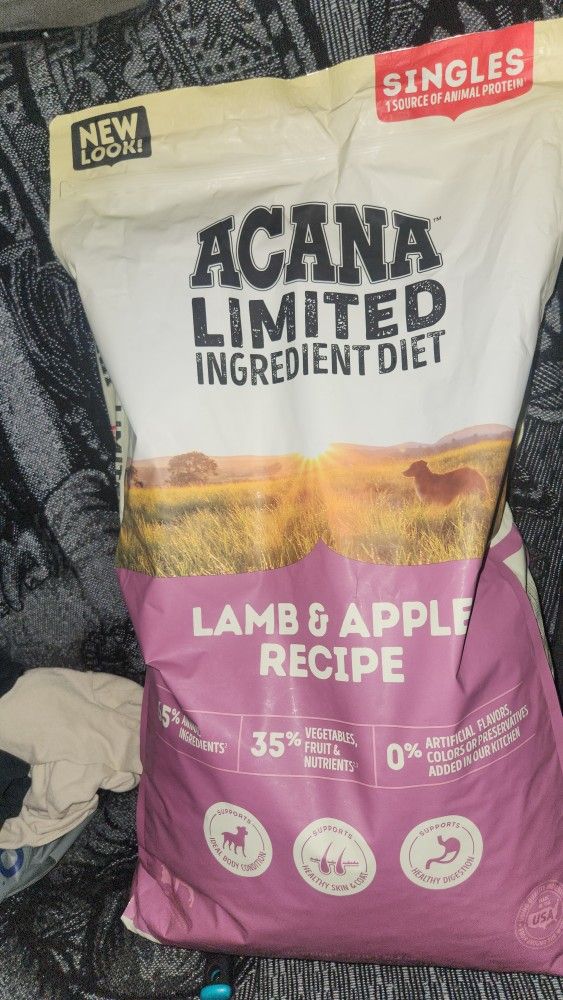 NEW
LOOK!
SINGLES
1 SOURCE OF ANIMAL PROTEIN
ACANA™
LIMITED
INGREDIENT DIET
LAMB & APPLE
RECIPE
5%
INGREDIENTS
35% VEGETABLES,
FRUIT &
NUTRIENTS
0% ARTIFICIAL FLAVORS,
COLORS OR PRESERVATIVES
ADDED IN OUR KITCHEN
SUPPORTS
IDEAL BODY CONDITION
SUPPORTS
HEALTHY SKIN & COAT
SUPPORTS
HEALTHY DIGESTION
USA